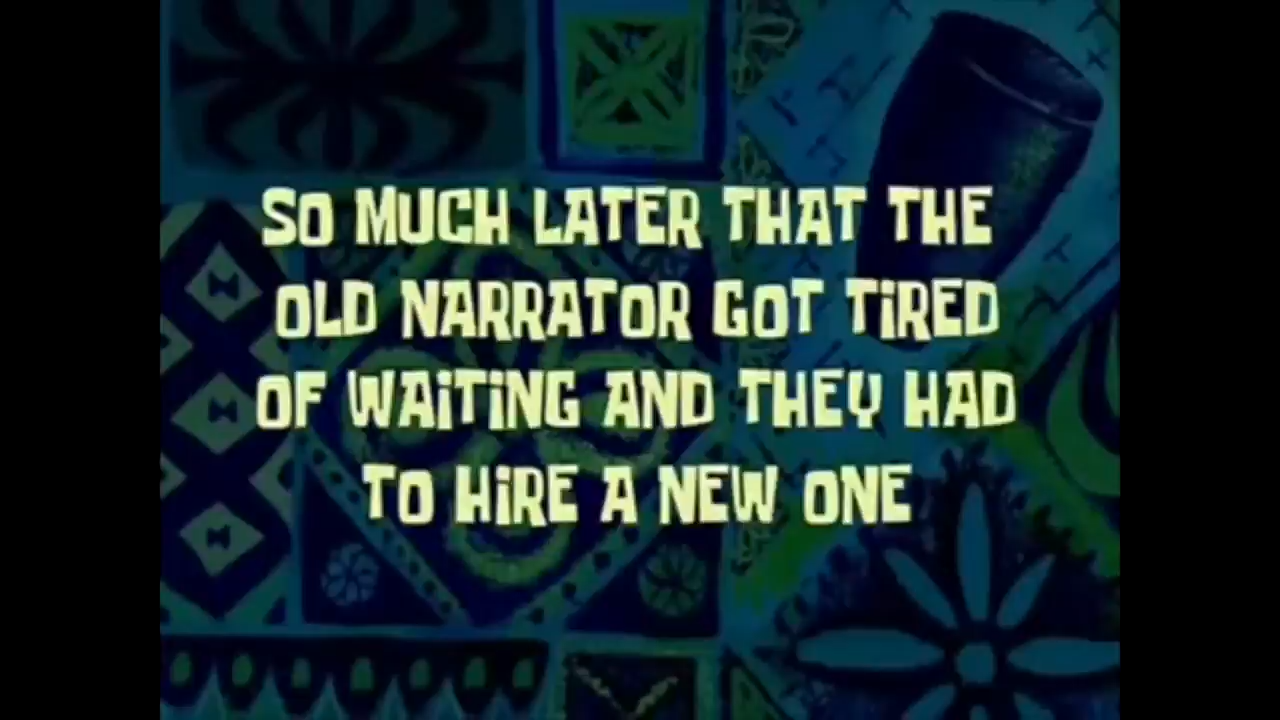 SO MUCH LATER THAT THE
OLD NARRATOR GOT TiRED
OF WAiTiNG AND THEY HAD
TO HiRE A NEW ONE